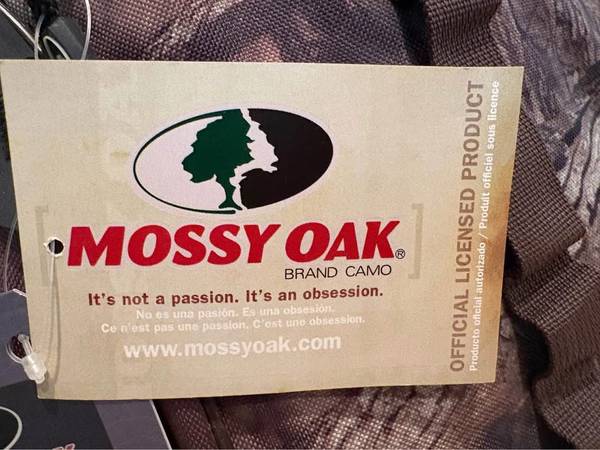 MOSSY OAK®
BRAND CAMO
It's not a passion. It's an obsession.
No es una pasión. Es una obsesión.
Ce n'est pas une passion. C'est une obsession.
www.mossyoak.com
OFFICIAL LICENSED PRODUCT
Producto oficial autorizado / Produit officiel sous licence